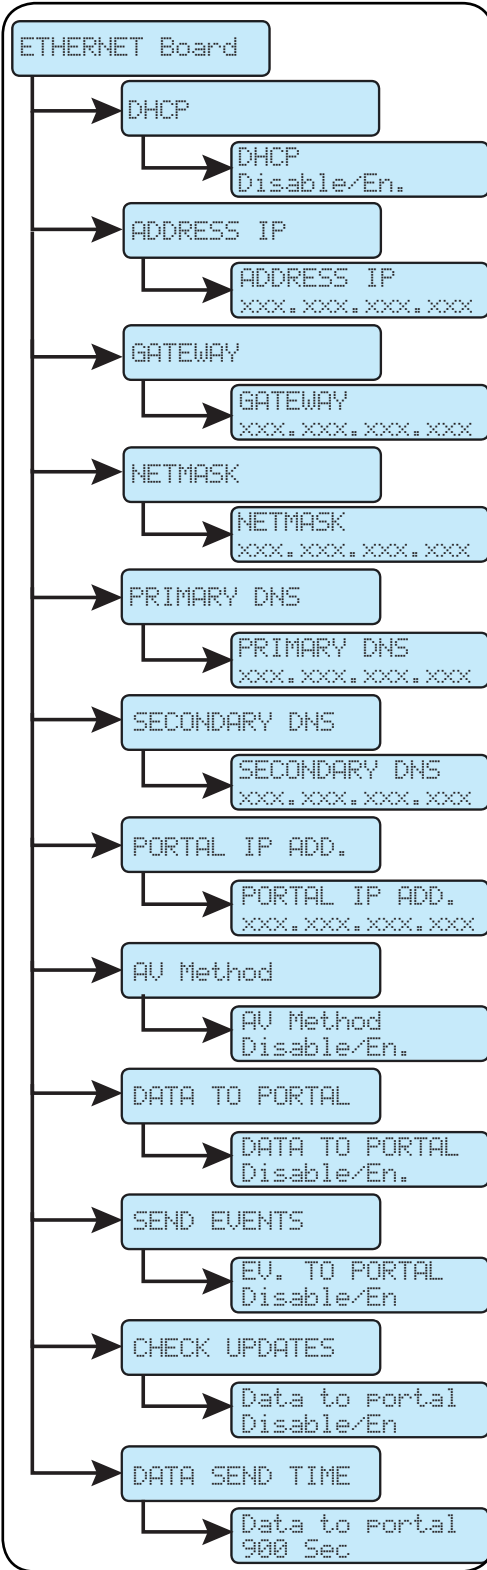 ETHERNET Board
DHCP
DHCP
Disable/En.
ADDRESS IP
ADDRESS IP
xxx.xxx.xxx.xxx
GATEWAY
GATEWAY
xxx.xxx.xxx.xxx
NETMASK
NETMASK
xxx.xxx.xxx.xxx
PRIMARY DNS
PRIMARY DNS
xxx.xxx.xxx.xxx
SECONDARY DNS
SECONDARY DNS
xxx.xxx.xxx.xxx
PORTAL IP ADD.
PORTAL IP ADD.
xxx.xxx.xxx.xxx
AV Method
AV Method
Disable/En.
DATA TO PORTAL
DATA TO PORTAL
Disable/En.
SEND EVENTS
EV. TO PORTAL
Disable/En
CHECK UPDATES
Data to portal
Disable/En
DATA SEND TIME
Data to portal
900 Sec